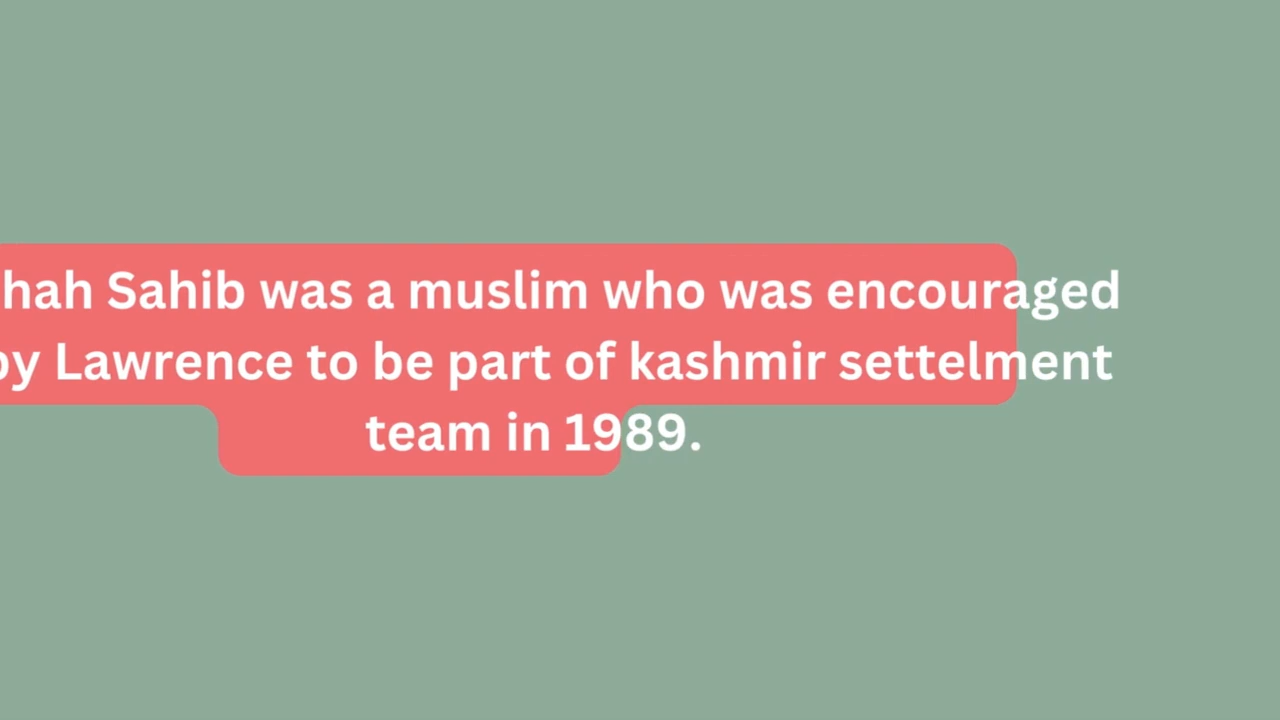 hah Sahib was a muslim who was encouraged
by Lawrence to be part of kashmir settelment
team in 1989.